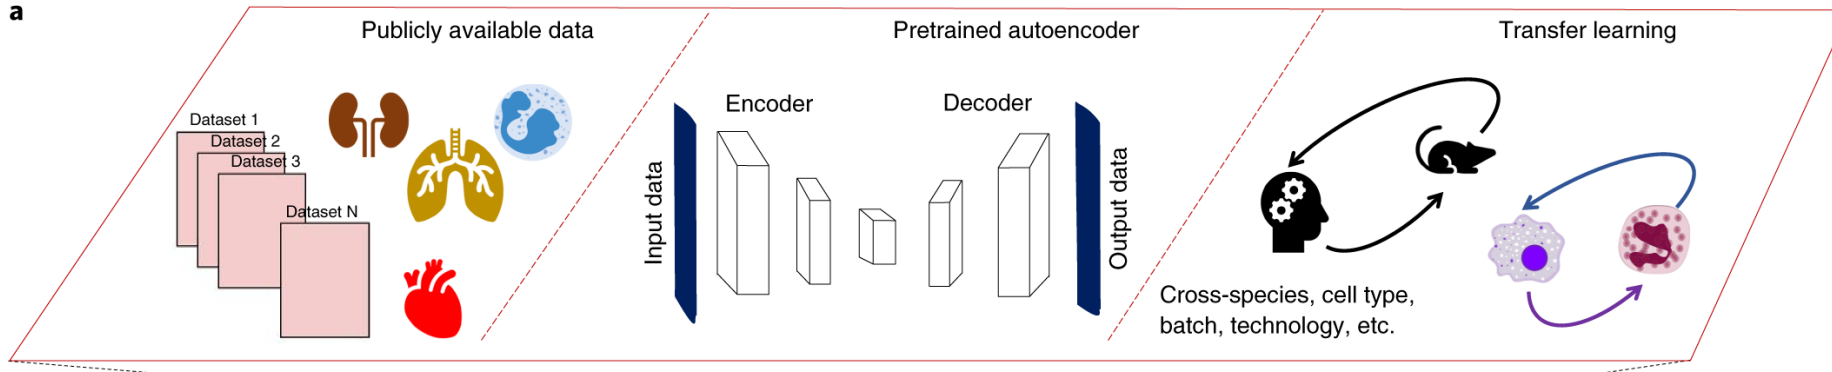 a
Publicly available data
Pretrained autoencoder
Transfer learning
Dataset 1
Dataset 2
Dataset 3
Dataset N
Encoder
Decoder
Input data
Output data
Cross-species, cell type,
batch, technology, etc.